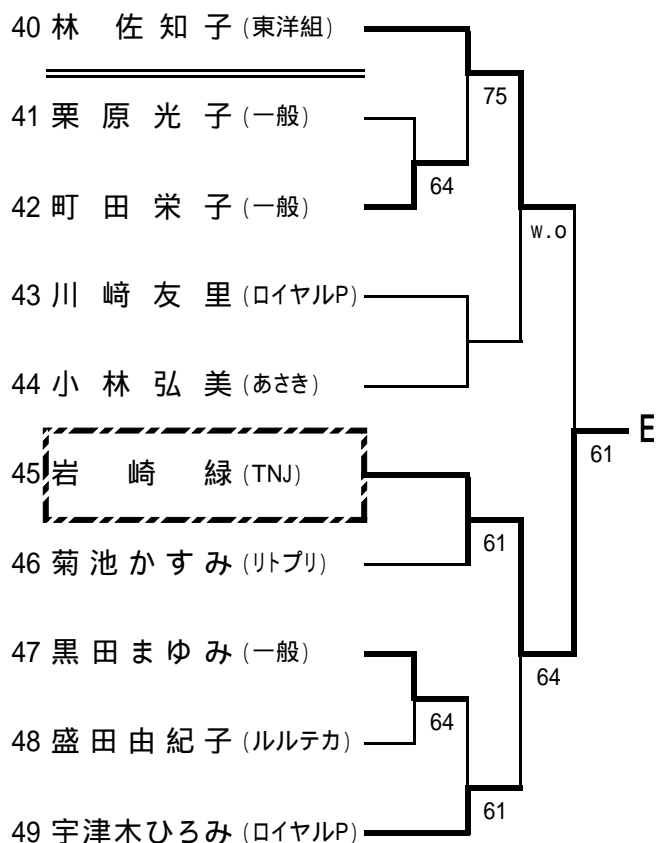 40 林 佐知子 (東洋組)
75
41 栗原光子 (一般)
64
42 町田栄子 (一般)
w.o
43 川﨑友里 (ロイヤルP)
44 小林弘美 (あさき)
E
61
45 岩崎緑 (TNJ)
61
46 菊池かすみ (リトプリ)
47 黒田まゆみ (一般)
64
64
48 盛田由紀子 (ルルテカ)
61
49 宇津木ひろみ (ロイヤルP)